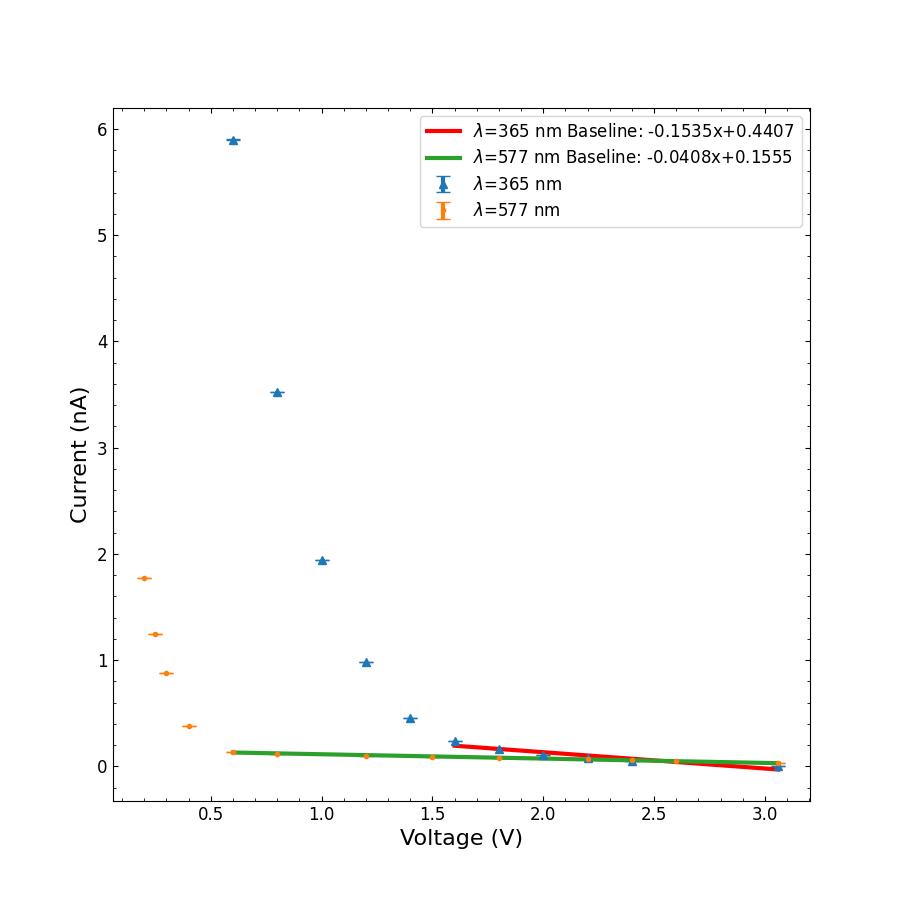 λ=365 nm Baseline: -0.1535x+0.4407
λ=577 nm Baseline: -0.0408x+0.1555
λ=365 nm
λ=577 nm
6
5
4
3
2
1
0
Current (nA)
0.5 1.0 1.5 2.0 2.5 3.0
Voltage (V)